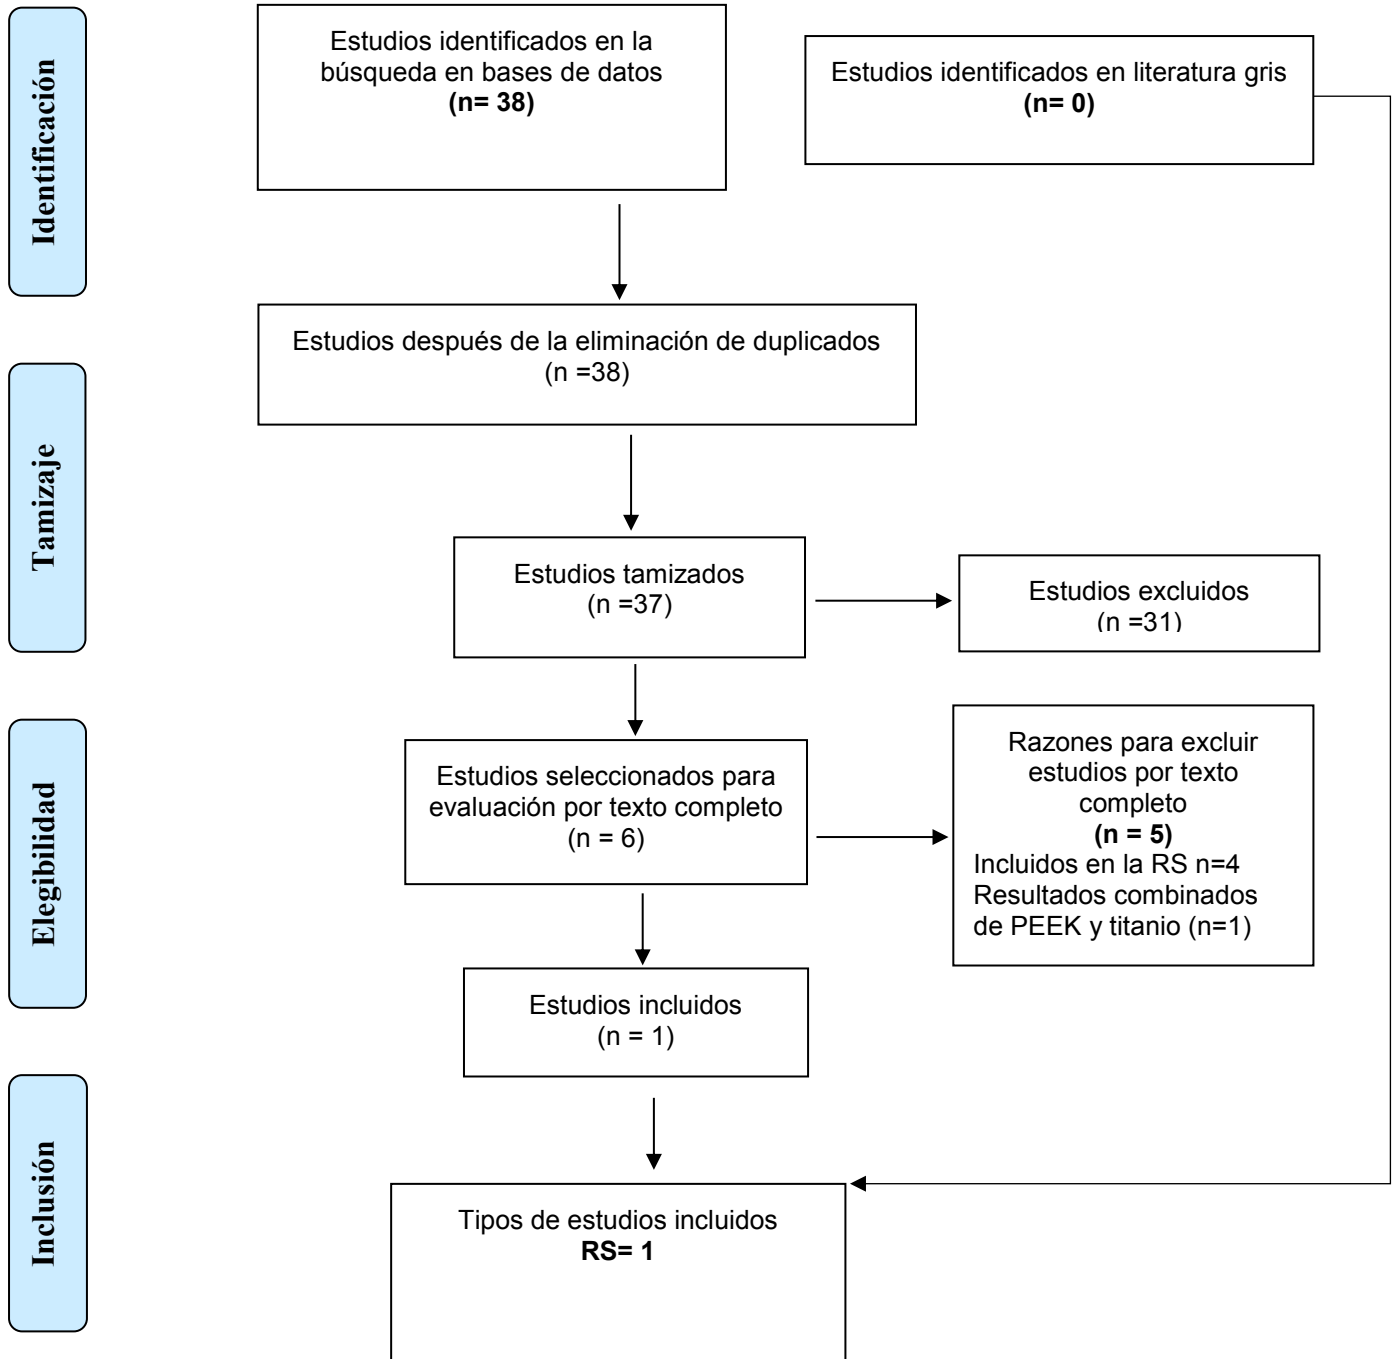 Identificación
Estudios identificados en la
búsqueda en bases de datos
(n= 38)
Estudios identificados en literatura gris
(n= 0)
Estudios después de la eliminación de duplicados
(n =38)
Tamizaje
Estudios tamizados
(n =37)
Estudios excluidos
(n =31)
Elegibilidad
Estudios seleccionados para
evaluación por texto completo
(n = 6)
Razones para excluir
estudios por texto
completo
(n = 5)
Incluidos en la RS n=4
Resultados combinados
de PEEK y titanio (n=1)
Estudios incluidos
(n = 1)
Inclusión
Tipos de estudios incluidos
RS= 1